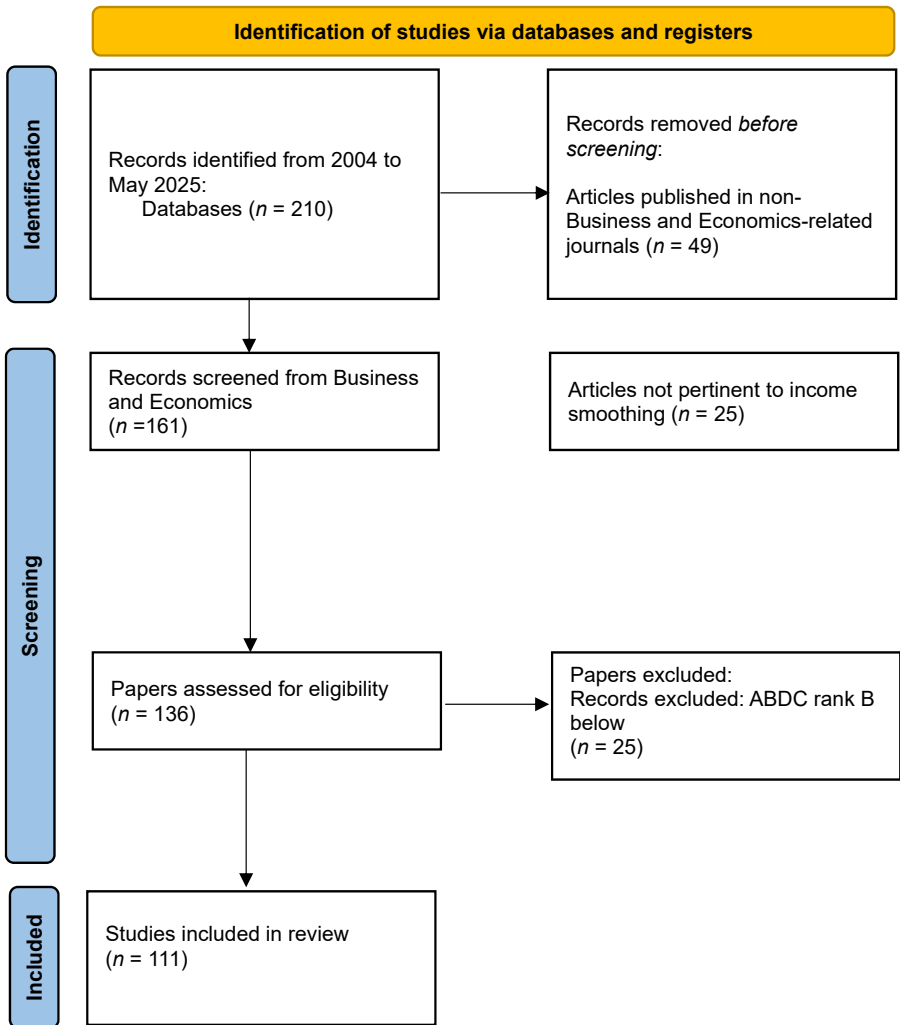 Identification of studies via databases and registers
Identification
Records identified from 2004 to
May 2025:
Databases (n = 210)
Records removed before
screening:
Articles published in non-
Business and Economics-related
journals (n = 49)
Screening
Records screened from Business
and Economics
(n =161)
Articles not pertinent to income
smoothing (n = 25)
Papers assessed for eligibility
(n = 136)
Papers excluded:
Records excluded: ABDC rank B
below
(n = 25)
Included
Studies included in review
(n = 111)